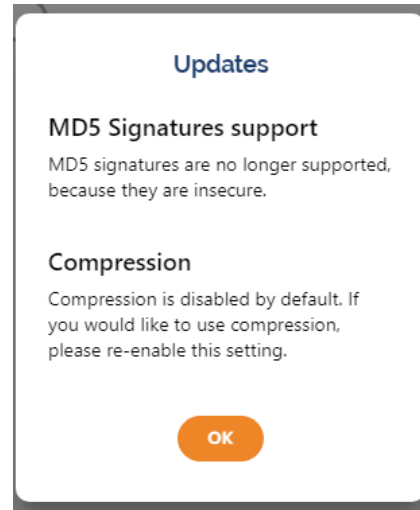 Updates
MD5 Signatures support
MD5 signatures are no longer supported,
because they are insecure.
Compression
Compression is disabled by default. If
you would like to use compression,
please re-enable this setting.
OK